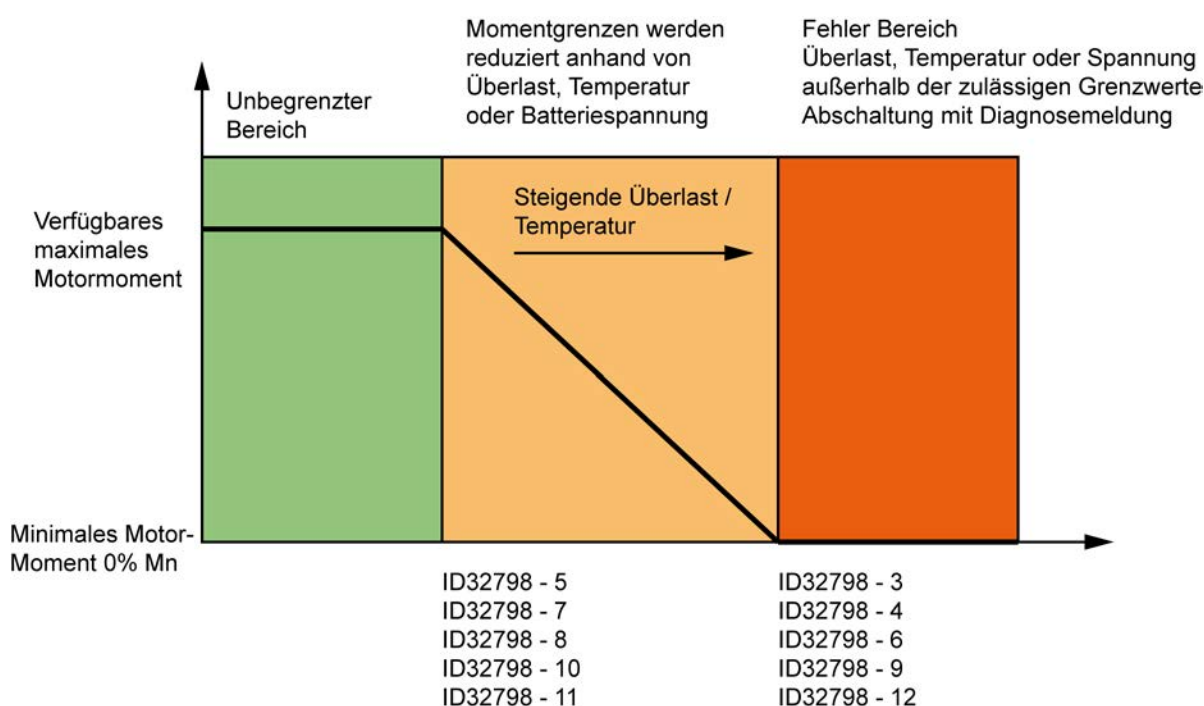 Momentgrenzen werden
reduziert anhand von
Überlast, Temperatur
oder Batteriespannung
Fehler Bereich
Überlast, Temperatur oder Spannung
außerhalb der zulässigen Grenzwerte
Abschaltung mit Diagnosemeldung
Unbegrenzter
Bereich
Steigende Überlast /
Temperatur
Verfügbares
maximales
Motormoment
Minimales Motor-
Moment 0% Mn
ID32798 - 5
ID32798 - 7
ID32798 - 8
ID32798 - 10
ID32798 - 11
ID32798 - 3
ID32798 - 4
ID32798 - 6
ID32798 - 9
ID32798 - 12